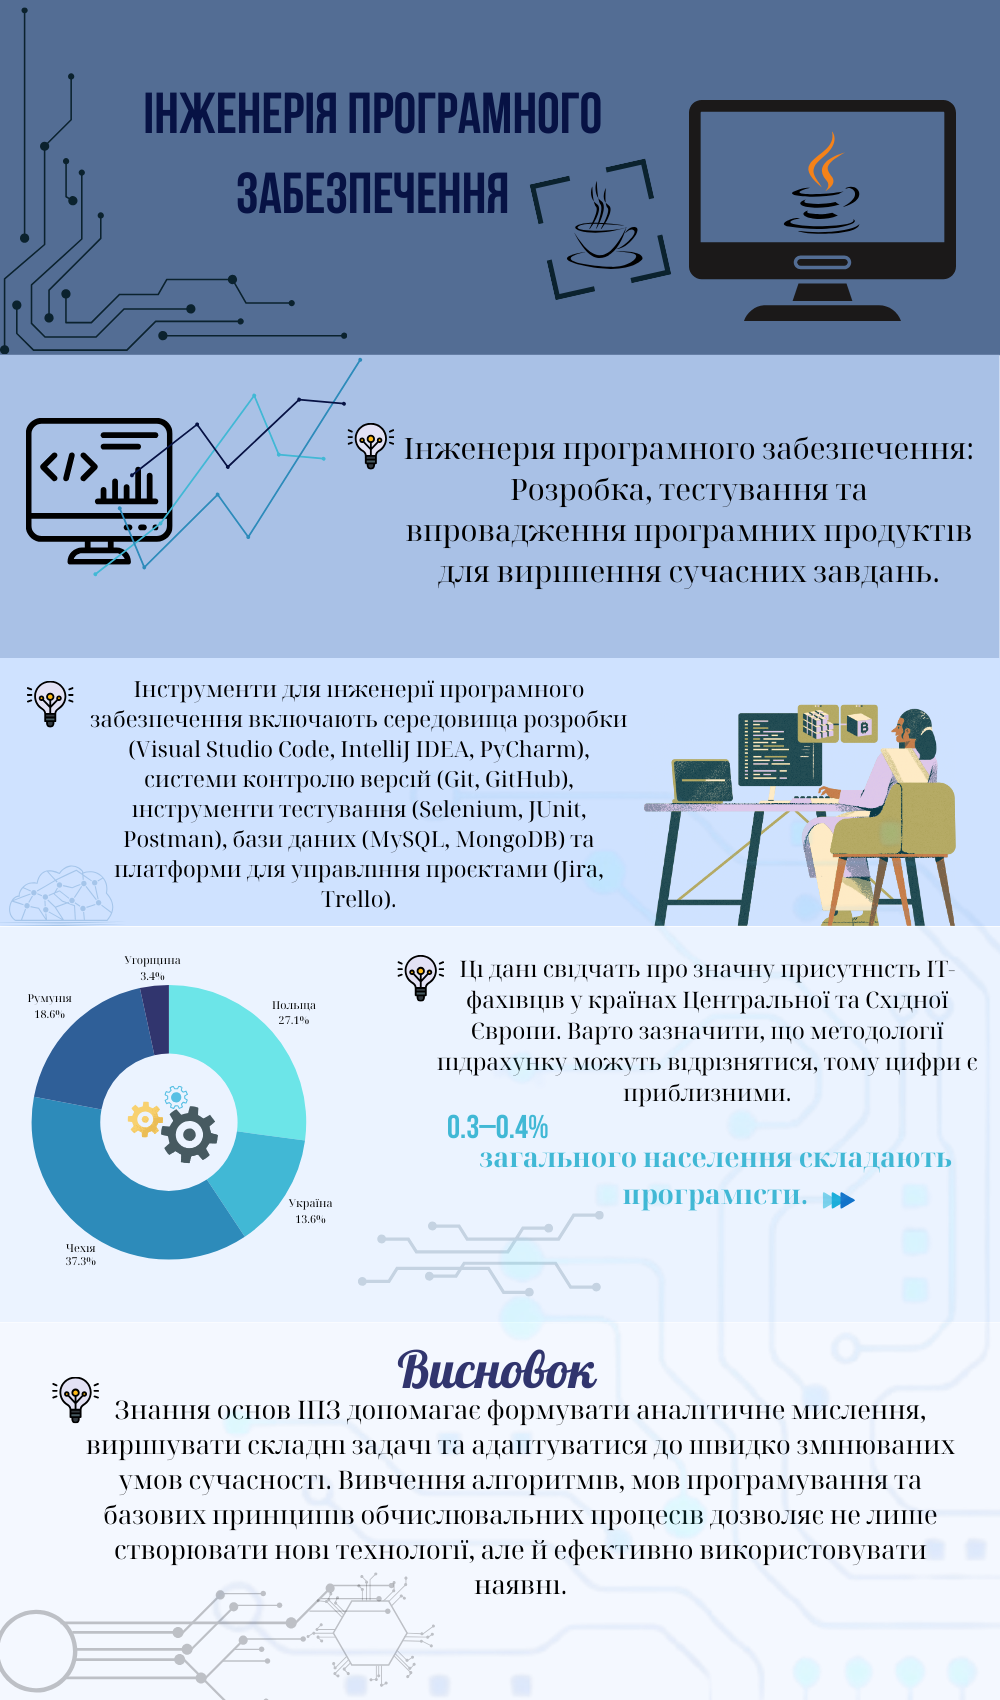 ІНЖЕНЕРІЯ ПРОГРАМНОГО
ЗАБЕЗПЕЧЕННЯ
Інженерія програмного забезпечення:
Розробка, тестування та
впровадження програмних продуктів
для вирішення сучасних завдань.
Інструменти для інженерії програмного
забезпечення включають середовища розробки
(Visual Studio Code, IntelliJ IDEA, PyCharm),
системи контролю версій (Git, GitHub),
інструменти тестування (Selenium, JUnit,
Postman), бази даних (MySQL, MongoDB) та
платформи для управління проєктами (Jira,
Trello).
Угорщина
3.4%
Румунія
18.6%
Польща
27.1%
Україна
13.6%
Чехія
37.3%
Ці дані свідчать про значну присутність ІТ-
фахівців у країнах Центральної та Східної
Європи. Варто зазначити, що методології
підрахунку можуть відрізнятися, тому цифри є
приблизними.
0.3–0.4%
загального населення складають
програмісти.
Висновок
Знання основ ІПЗ допомагає формувати аналітичне мислення,
вирішувати складні задачі та адаптуватися до швидко змінюваних
умов сучасності. Вивчення алгоритмів, мов програмування та
базових принципів обчислювальних процесів дозволяє не лише
створювати нові технології, але й ефективно використовувати
наявні.